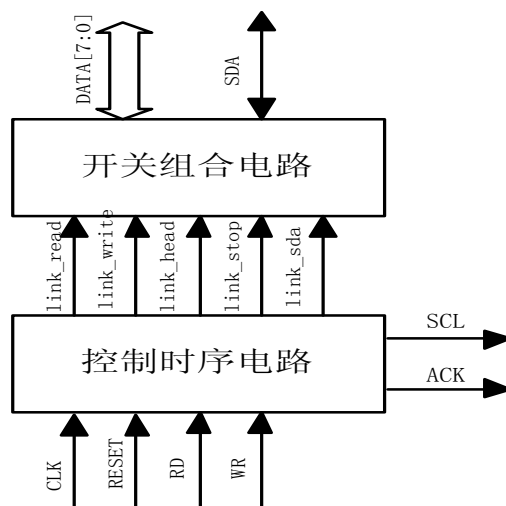 DATA[7:0]
SDA
开关组合电路
link_read
link_write
link_head
link_stop
link_sda
控制时序电路
SCL
ACK
CLK
RESET
RD
WR